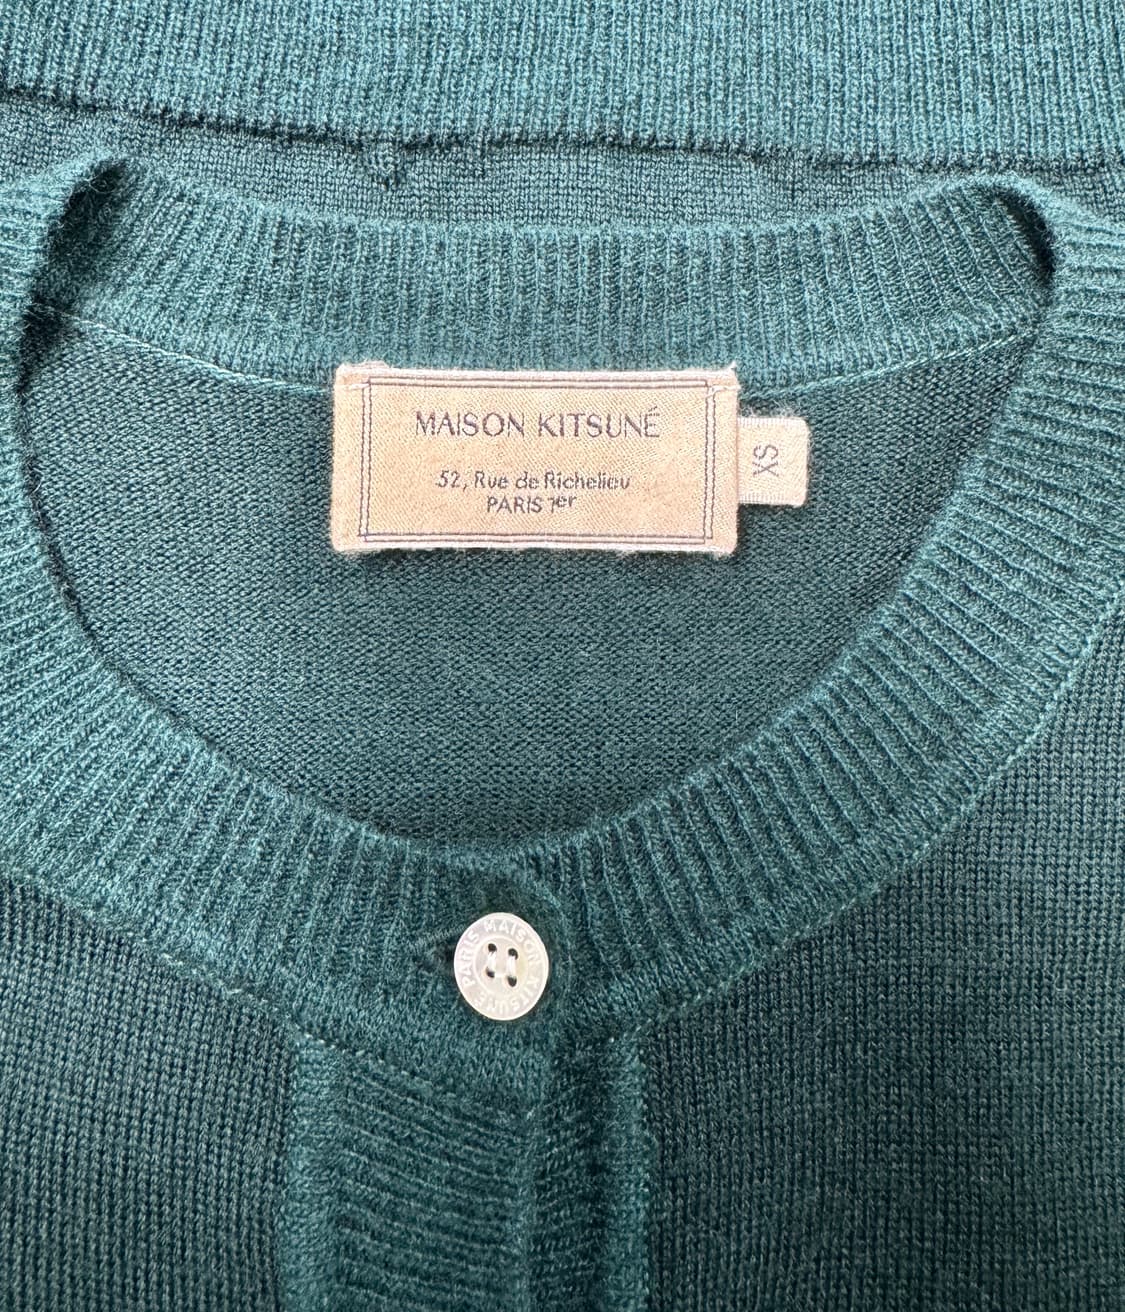 MAISON KITSUNÉ
52, Rue de Richelieu
PARIS 1er
XS
PARIS MAISON KITSUNÉ